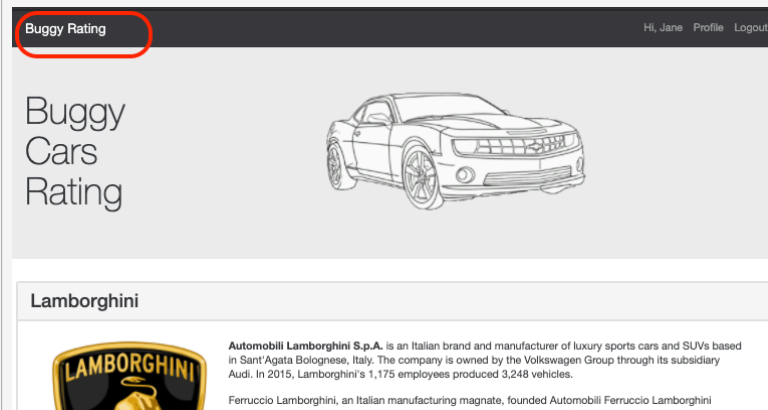 Buggy Rating
Hi, Jane Profile Logout
Buggy
Cars
Rating
Lamborghini
LAMBORGHINI
Automobili Lamborghini S.p.A. is an Italian brand and manufacturer of luxury sports cars and SUVs based
in Sant'Agata Bolognese, Italy. The company is owned by the Volkswagen Group through its subsidiary
Audi. In 2015, Lamborghini's 1,175 employees produced 3,248 vehicles.
Ferruccio Lamborghini, an Italian manufacturing magnate, founded Automobili Ferruccio Lamborghini